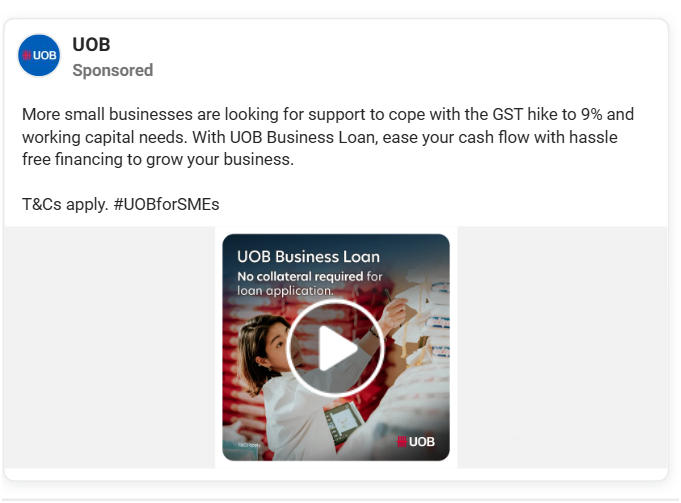 UOB
UOB
Sponsored
More small businesses are looking for support to cope with the GST hike to 9% and
working capital needs. With UOB Business Loan, ease your cash flow with hassle
free financing to grow your business.
T&Cs apply. #UOBforSMEs
UOB Business Loan
No collateral required for
loan application.
T&Cs apply
UOB